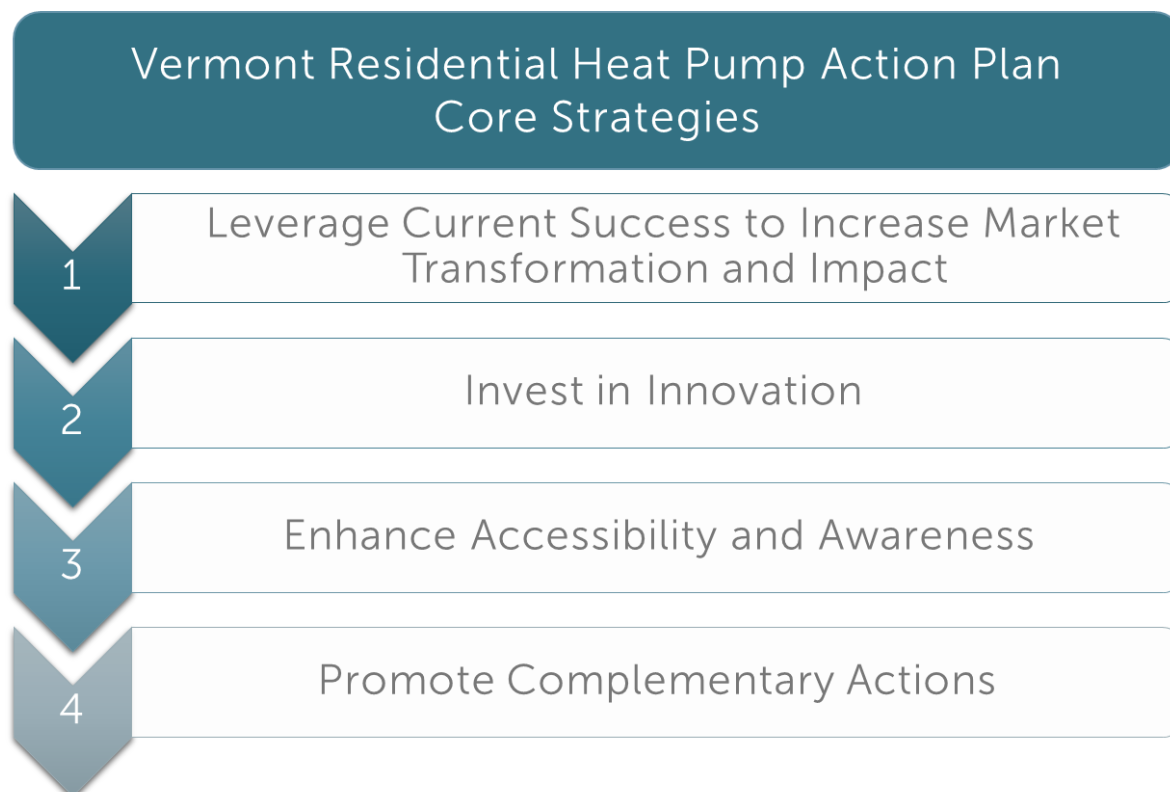 Vermont Residential Heat Pump Action Plan
Core Strategies
1
Leverage Current Success to Increase Market
Transformation and Impact
2
Invest in Innovation
3
Enhance Accessibility and Awareness
4
Promote Complementary Actions